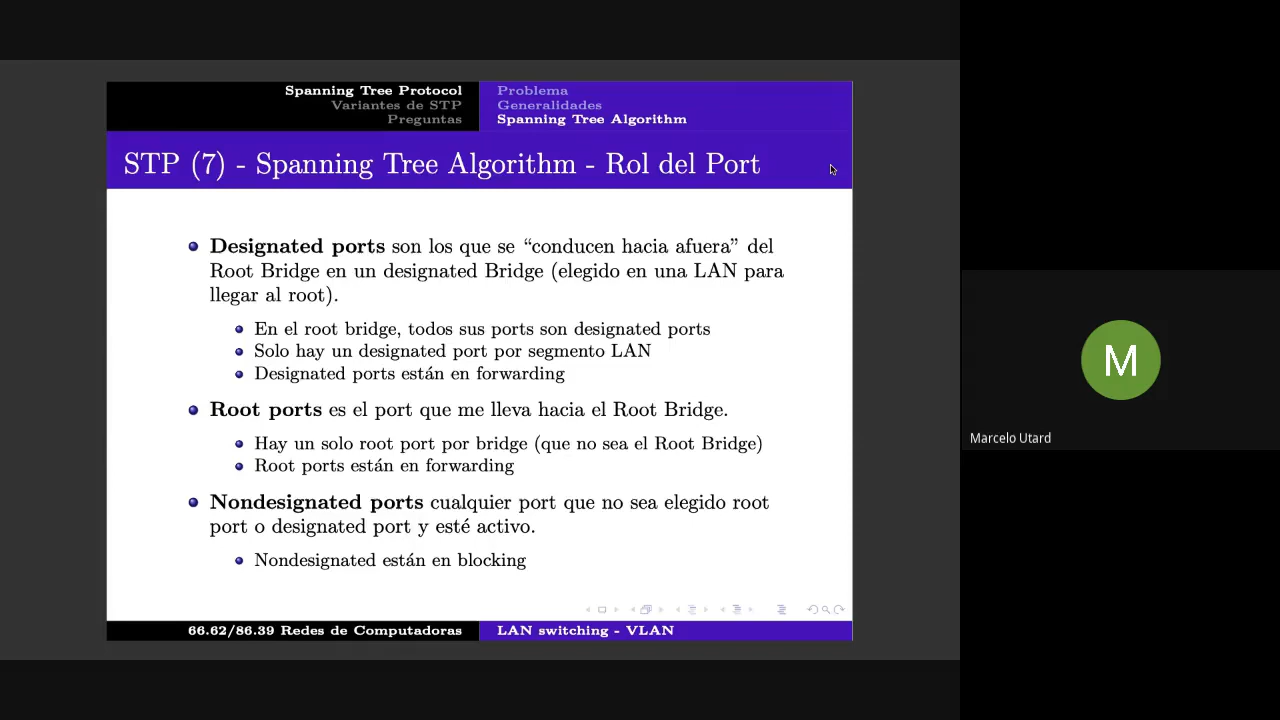 Spanning Tree Protocol
Variantes de STP
Preguntas
Problema
Generalidades
Spanning Tree Algorithm
STP (7) - Spanning Tree Algorithm - Rol del Port
Designated ports son los que se “conducen hacia afuera” del
Root Bridge en un designated Bridge (elegido en una LAN para
llegar al root).
En el root bridge, todos sus ports son designated ports
Solo hay un designated port por segmento LAN
Designated ports están en forwarding
Root ports es el port que me lleva hacia el Root Bridge.
Hay un solo root port por bridge (que no sea el Root Bridge)
Root ports están en forwarding
Nondesignated ports cualquier port que no sea elegido root
port o designated port y esté activo.
Nondesignated están en blocking
66.62/86.39 Redes de Computadoras
LAN switching - VLAN
M
Marcelo Utard